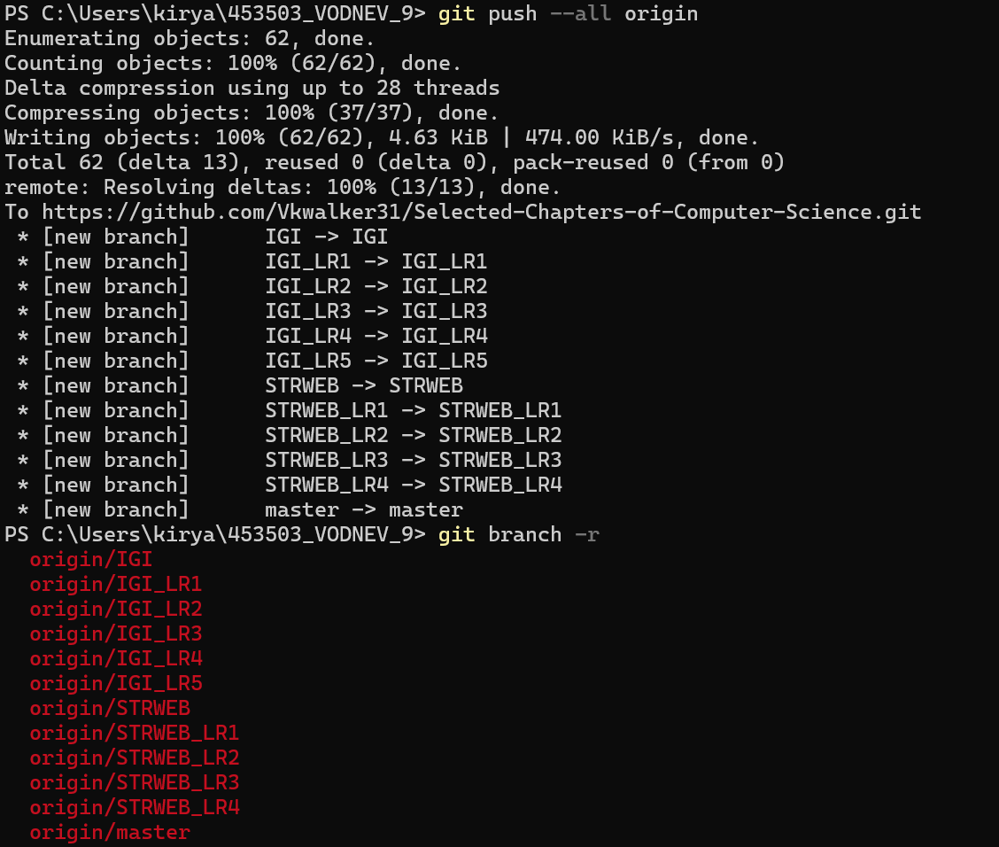 PS C:\Users\kirya\453503_VODNEV_9> git push --all origin
Enumerating objects: 62, done.
Counting objects: 100% (62/62), done.
Delta compression using up to 28 threads
Compressing objects: 100% (37/37), done.
Writing objects: 100% (62/62), 4.63 KiB | 474.00 KiB/s, done.
Total 62 (delta 13), reused 0 (delta 0), pack-reused 0 (from 0)
remote: Resolving deltas: 100% (13/13), done.
To https://github.com/Vkwalker31/Selected-Chapters-of-Computer-Science.git
 * [new branch]      IGI -> IGI
 * [new branch]      IGI_LR1 -> IGI_LR1
 * [new branch]      IGI_LR2 -> IGI_LR2
 * [new branch]      IGI_LR3 -> IGI_LR3
 * [new branch]      IGI_LR4 -> IGI_LR4
 * [new branch]      IGI_LR5 -> IGI_LR5
 * [new branch]      STRWEB -> STRWEB
 * [new branch]      STRWEB_LR1 -> STRWEB_LR1
 * [new branch]      STRWEB_LR2 -> STRWEB_LR2
 * [new branch]      STRWEB_LR3 -> STRWEB_LR3
 * [new branch]      STRWEB_LR4 -> STRWEB_LR4
 * [new branch]      master -> master
PS C:\Users\kirya\453503_VODNEV_9> git branch -r
  origin/IGI
  origin/IGI_LR1
  origin/IGI_LR2
  origin/IGI_LR3
  origin/IGI_LR4
  origin/IGI_LR5
  origin/STRWEB
  origin/STRWEB_LR1
  origin/STRWEB_LR2
  origin/STRWEB_LR3
  origin/STRWEB_LR4
  origin/master